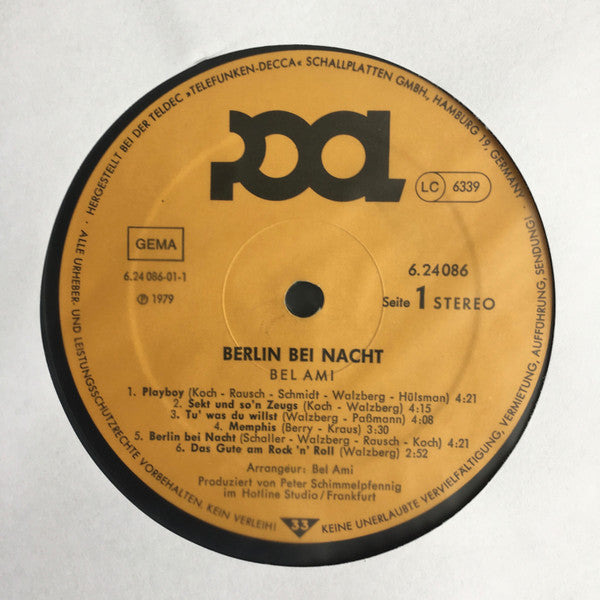 HERGESTELLT BEI DER TELDEC »TELEFUNKEN-DECCA« SCHALLPLATTEN GMBH, HAMBURG 19, GERMANY ·
POOL
LC 6339
GEMA
6.24 086-01-1
Ⓟ 1979
6.24086
Seite 1 STEREO
BERLIN BEI NACHT
BEL AMI
1. Playboy (Koch - Rausch - Schmidt - Walzberg - Hülsman) 4:21
2. Sekt und so'n Zeugs (Koch - Walzberg) 4:15
3. Tu' was du willst (Walzberg - Paßmann) 4:08
4. Memphis (Berry - Kraus) 3:30
5. Berlin bei Nacht (Schaller - Walzberg - Rausch - Koch) 4:21
6. Das Gute am Rock 'n' Roll (Walzberg) 2:52
Arrangeur: Bel Ami
Produziert von Peter Schimmelpfennig
im Hotline Studio/Frankfurt
ALLE URHEBER- UND LEISTUNGSSCHUTZRECHTE VORBEHALTEN. KEIN VERLEIH! KEINE UNERLAUBTE VERVIELFÄLTIGUNG, VERMIETUNG, AUFFÜHRUNG, SENDUNG!
33